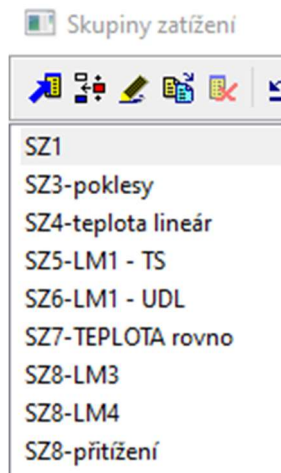 Skupiny zatížení
SZ1
SZ3-poklesy
SZ4-teplota lineár
SZ5-LM1 - TS
SZ6-LM1 - UDL
SZ7-TEPLOTA rovno
SZ8-LM3
SZ8-LM4
SZ8-přitížení